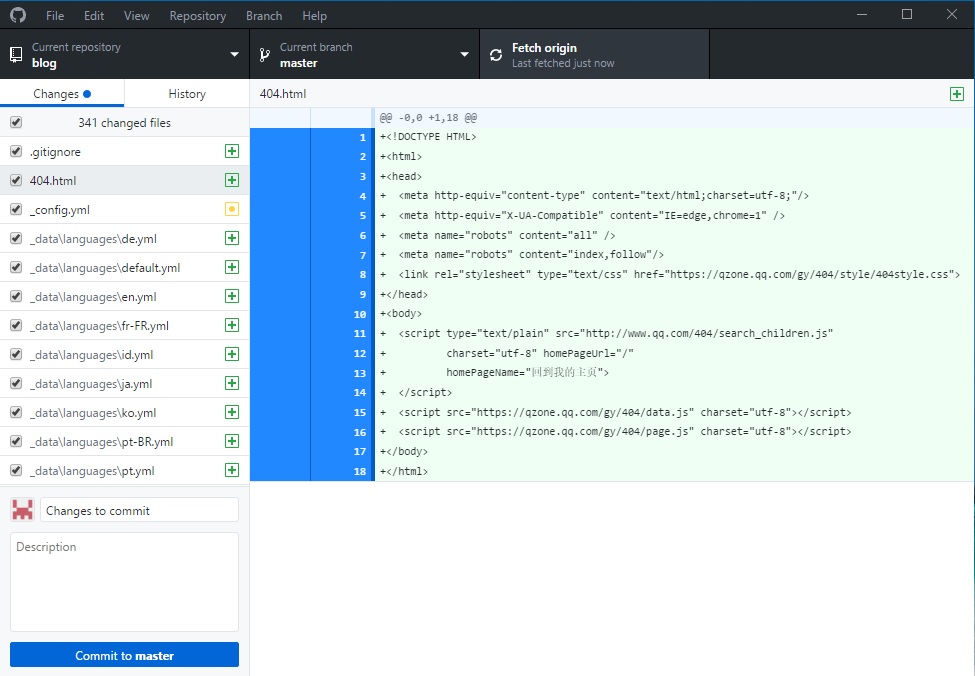 File Edit View Repository Branch Help
Current repository
blog
Current branch
master
Fetch origin
Last fetched just now
Changes
History
341 changed files
.gitignore
404.html
_config.yml
_data\languages\de.yml
_data\languages\default.yml
_data\languages\en.yml
_data\languages\fr-FR.yml
_data\languages\id.yml
_data\languages\ja.yml
_data\languages\ko.yml
_data\languages\pt-BR.yml
_data\languages\pt.yml
Changes to commit
Description
Commit to master
404.html
@@ -0,0 +1,18 @@
1 +<!DOCTYPE HTML>
2 +<html>
3 +<head>
4 +  <meta http-equiv="content-type" content="text/html;charset=utf-8;"/>
5 +  <meta http-equiv="X-UA-Compatible" content="IE=edge,chrome=1" />
6 +  <meta name="robots" content="all" />
7 +  <meta name="robots" content="index,follow"/>
8 +  <link rel="stylesheet" type="text/css" href="https://qzone.qq.com/gy/404/style/404style.css">
9 +</head>
10 +<body>
11 +  <script type="text/plain" src="http://www.qq.com/404/search_children.js"
12 +          charset="utf-8" homePageUrl="/"
13 +          homePageName="回到我的主页">
14 +  </script>
15 +  <script src="https://qzone.qq.com/gy/404/data.js" charset="utf-8"></script>
16 +  <script src="https://qzone.qq.com/gy/404/page.js" charset="utf-8"></script>
17 +</body>
18 +</html>